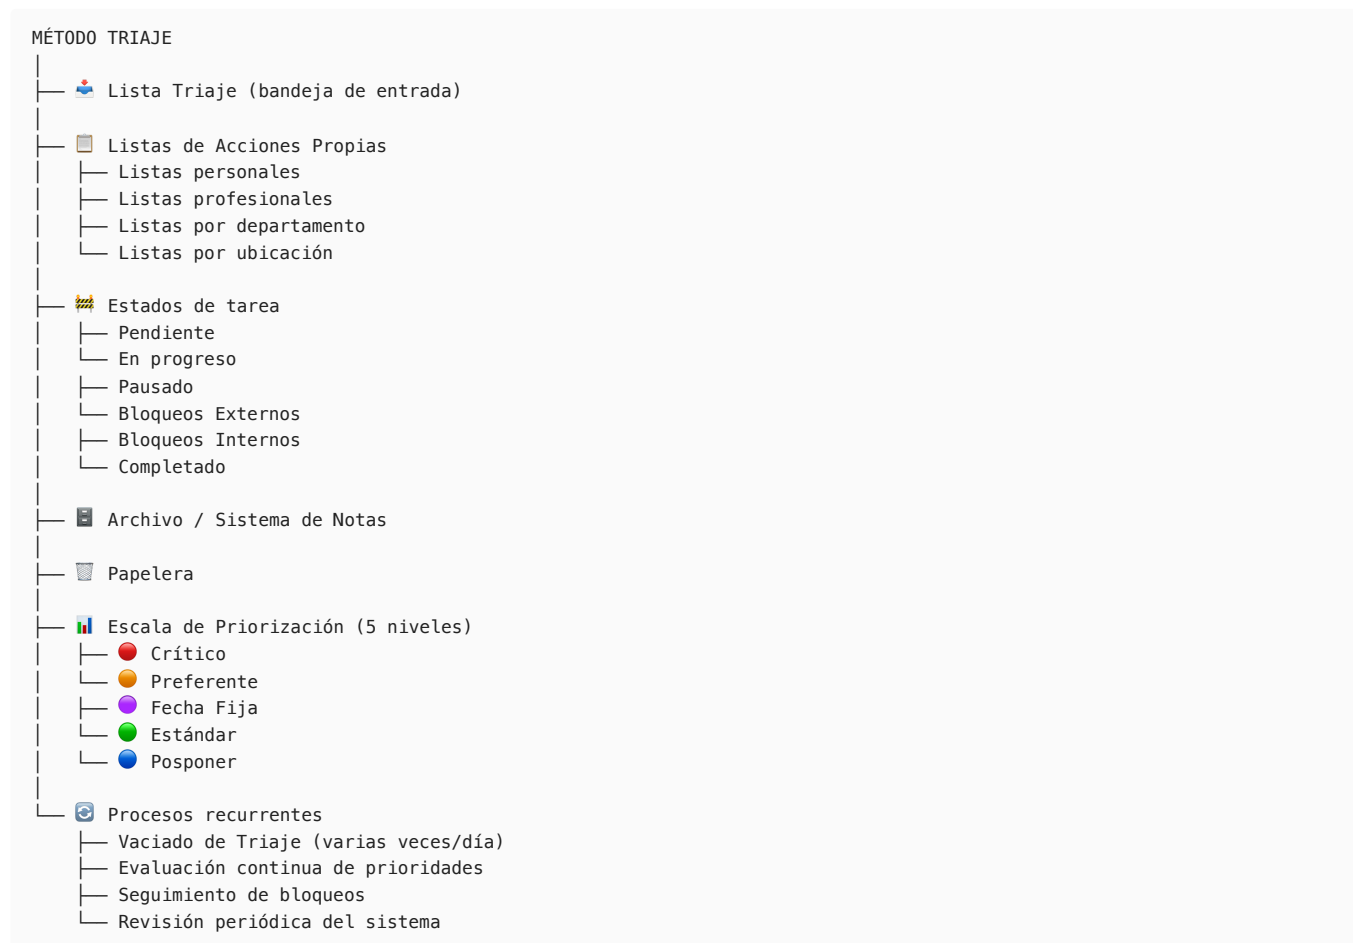 MÉTODO TRIAJE
│
├── 📥 Lista Triaje (bandeja de entrada)
│
├── 📋 Listas de Acciones Propias
│   ├── Listas personales
│   ├── Listas profesionales
│   ├── Listas por departamento
│   └── Listas por ubicación
│
├── 🚧 Estados de tarea
│   ├── Pendiente
│   └── En progreso
│   ├── Pausado
│   └── Bloqueos Externos
│   ├── Bloqueos Internos
│   └── Completado
│
├── 🗄️ Archivo / Sistema de Notas
│
├── 🗑️ Papelera
│
├── 📊 Escala de Priorización (5 niveles)
│   ├── 🔴 Crítico
│   └── 🟠 Preferente
│   ├── 🟣 Fecha Fija
│   └── 🟢 Estándar
│   └── 🔵 Posponer
│
└── 🔄 Procesos recurrentes
    ├── Vaciado de Triaje (varias veces/día)
    ├── Evaluación continua de prioridades
    ├── Seguimiento de bloqueos
    └── Revisión periódica del sistema